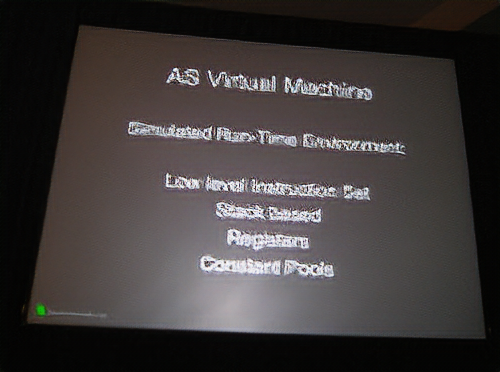 AS Virtual Machine
Emulated Run-Time Environment
Low level Instruction Set
Stack based
Registers
Constant Pools